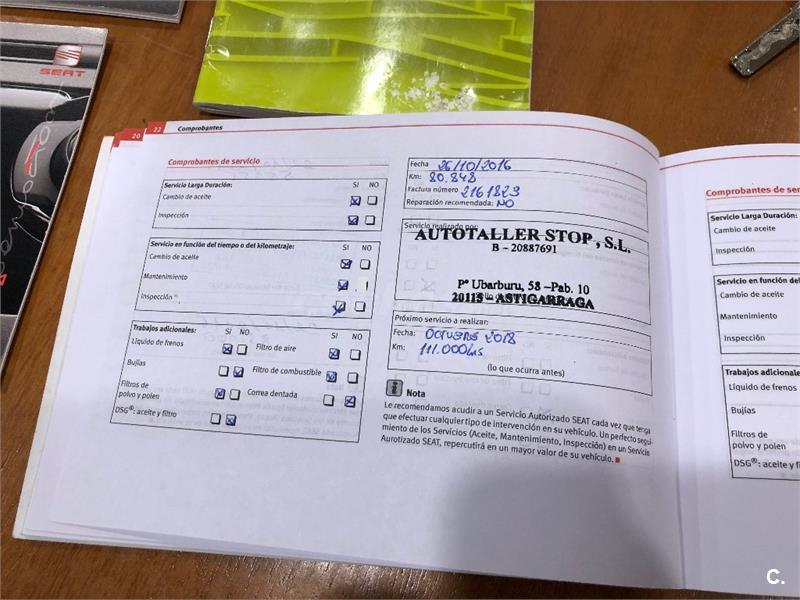 SEAT
20
22
Comprobantes
Comprobantes de servicio
Servicio Larga Duración:
SI NO
Cambio de aceite
Inspección
Servicio en función del tiempo o del kilometraje:
SI NO
Cambio de aceite
Mantenimiento
Inspección
Trabajos adicionales:
SI NO
SI NO
Líquido de frenos
Filtro de aire
Bujías
Filtro de combustible
Filtros de
polvo y polen
Correa dentada
DSG®: aceite y filtro
Fecha 26/10/2016
Km: 80.848
Factura número 2161823
Reparación recomendada: NO
Servicio realizado por:
AUTOTALLER STOP, S.L.
B - 20887691
Pº Ubarburu, 58 -Pab. 10
20115 ASTIGARRAGA
Próximo servicio a realizar:
Fecha: OCTUBRE 2018
Km: 111.000
(lo que ocurra antes)
i Nota
Le recomendamos acudir a un Servicio Autorizado SEAT cada vez que tenga
que efectuar cualquier tipo de intervención en su vehículo. Un perfecto segui-
miento de los Servicios (Aceite, Mantenimiento, Inspección) en un Servicio
Aurotizado SEAT, repercutirá en un mayor valor de su vehículo.
Comprobantes de ser
Servicio Larga Duración:
Cambio de aceite
Inspección
Servicio en función del
Cambio de aceite
Mantenimiento
Inspección
Trabajos adicionale
Líquido de frenos
Bujías
Filtros de
polvo y polen
DSG®: aceite y fi
C.